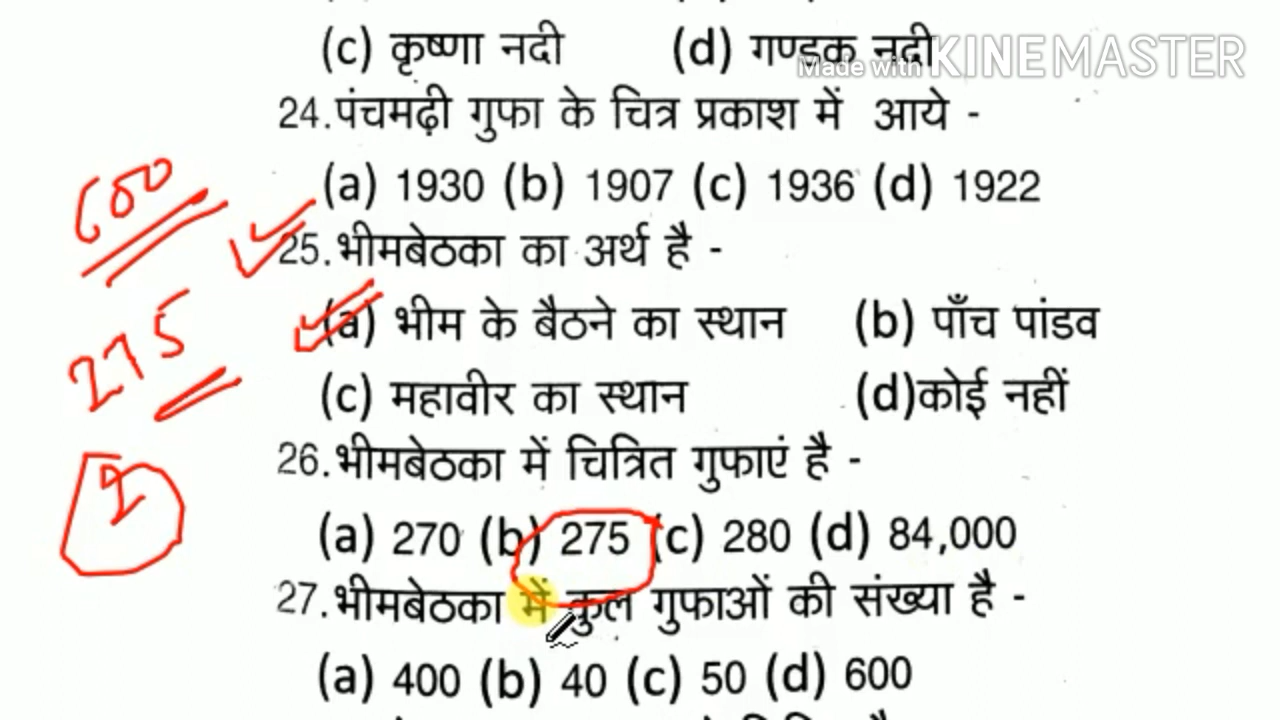 (c) कृष्णा नदी (d) गण्डक नदी
Made with KINEMASTER
24.पंचमढ़ी गुफा के चित्र प्रकाश में आये -
600
(a) 1930 (b) 1907 (c) 1936 (d) 1922
25.भीमबेठका का अर्थ है -
275
(a) भीम के बैठने का स्थान (b) पाँच पांडव
(c) महावीर का स्थान (d)कोई नहीं
26.भीमबेठका में चित्रित गुफाएं है -
(a) 270 (b) 275 (c) 280 (d) 84,000
27.भीमबेठका में कुल गुफाओं की संख्या है -
(a) 400 (b) 40 (c) 50 (d) 600